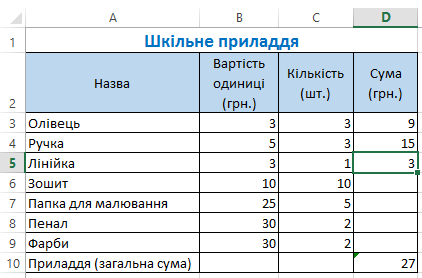 A B C D
1 Шкільне приладдя
2 Назва Вартість одиниці (грн.) Кількість (шт.) Сума (грн.)
3 Олівець 3 3 9
4 Ручка 5 3 15
5 Лінійка 3 1 3
6 Зошит 10 10
7 Папка для малювання 25 5
8 Пенал 30 2
9 Фарби 30 2
10 Приладдя (загальна сума) 27